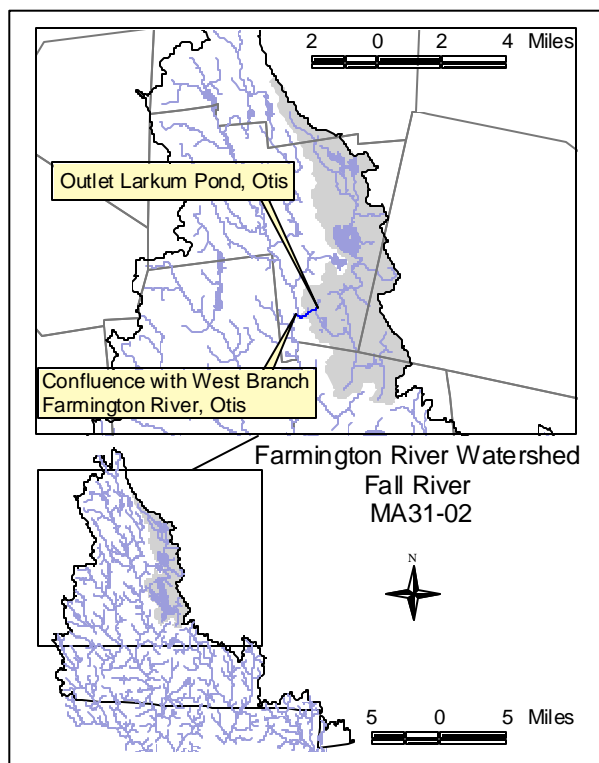 2 0 2 4 Miles
Outlet Larkum Pond, Otis
Confluence with West Branch
Farmington River, Otis
Farmington River Watershed
Fall River
MA31-02
N
5 0 5 Miles